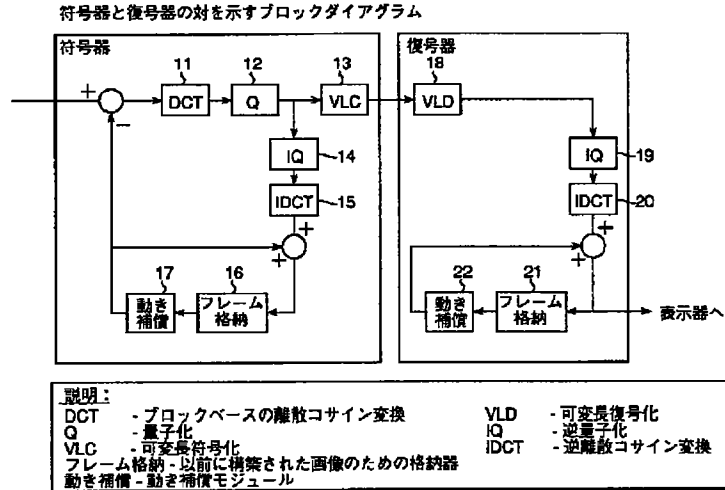 符号器と復号器の対を示すブロックダイアグラム
符号器
復号器
11
12
13
18
+
−
DCT
Q
VLC
VLD
IQ
14
IQ
19
IDCT
15
IDCT
20
+
+
+
+
17
16
22
21
動き
補償
フレーム
格納
動き
補償
フレーム
格納
表示器へ
説明：
DCT - ブロックベースの離散コサイン変換
Q - 量子化
VLC - 可変長符号化
フレーム格納 - 以前に構築された画像のための格納器
動き補償 - 動き補償モジュール
VLD - 可変長復号化
IQ - 逆量子化
IDCT - 逆離散コサイン変換